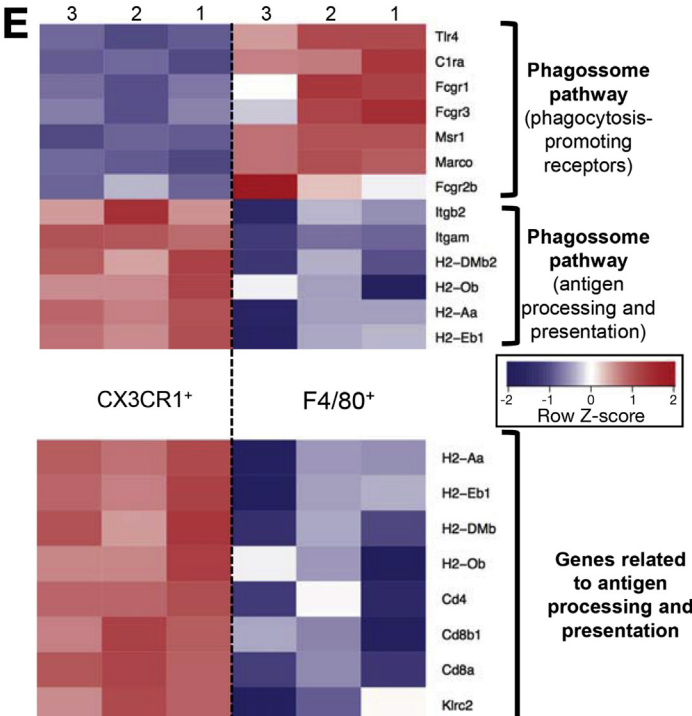 E
3 2 1 3 2 1
Tlr4
C1ra
Fcgr1
Fcgr3
Msr1
Marco
Fcgr2b
Phagossome
pathway
(phagocytosis-
promoting
receptors)
Itgb2
Itgam
H2–DMb2
H2–Ob
H2–Aa
H2–Eb1
Phagossome
pathway
(antigen
processing and
presentation)
-2 -1 0 1 2
Row Z-score
CX3CR1+ F4/80+
H2–Aa
H2–Eb1
H2–DMb
H2–Ob
Cd4
Cd8b1
Cd8a
Klrc2
Genes related
to antigen
processing and
presentation